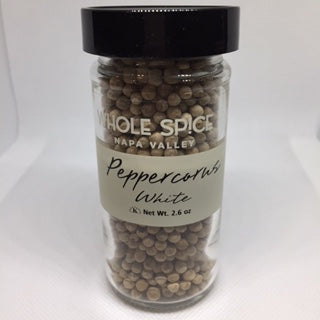 WHOLE SPICE
NAPA VALLEY
Peppercorns
White
K Net Wt. 2.6 oz